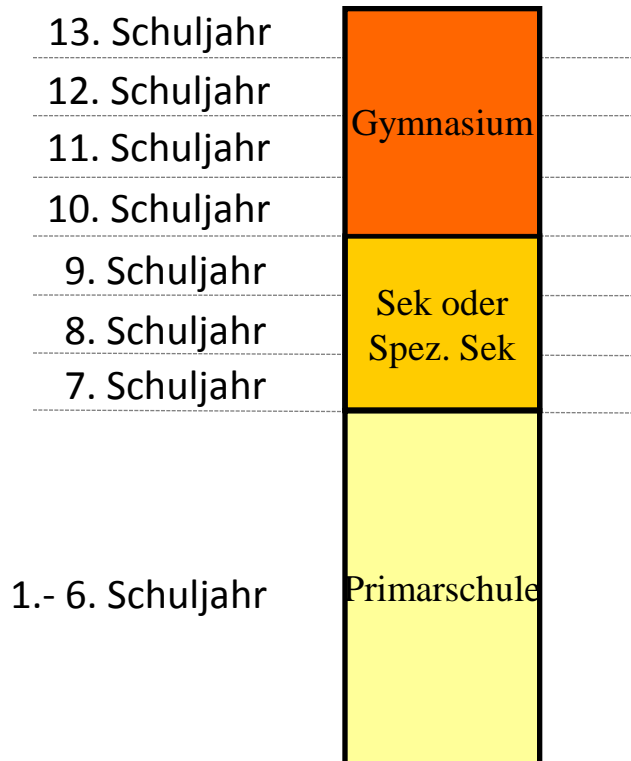 13. Schuljahr
12. Schuljahr
11. Schuljahr
Gymnasium
10. Schuljahr
9. Schuljahr
8. Schuljahr
Sek oder
Spez. Sek
7. Schuljahr
1.- 6. Schuljahr
Primarschule